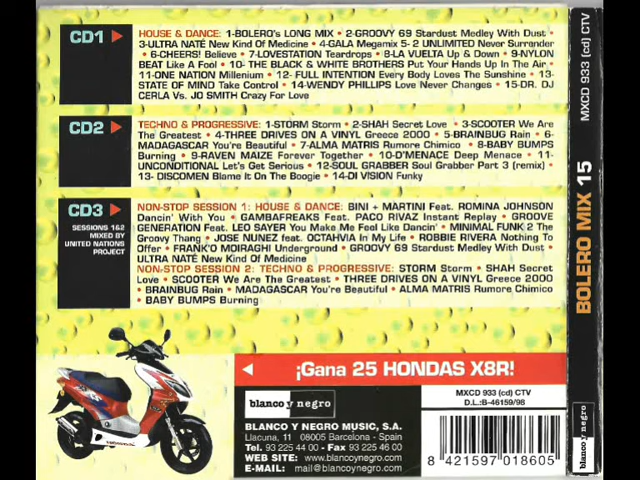 CD1
HOUSE & DANCE: 1-BOLERO's LONG MIX • 2-GROOVY 69 Stardust Medley With Dust •
3-ULTRA NATÉ New Kind Of Medicine • 4-GALA Megamix 5- 2 UNLIMITED Never Surrender
• 6-CHEERS! Believe • 7-LOVESTATION Teardrops • 8-LA VUELTA Up & Down • 9-NYLON
BEAT Like a Fool • 10- THE BLACK & WHITE BROTHERS Put Your Hands Up In The Air •
11-ONE NATION Millenium • 12- FULL INTENTION Every Body Loves The Sunshine • 13-
STATE OF MIND Take Control • 14-WENDY PHILLIPS Love Never Changes • 15-DR. DJ
CERLA Vs. JO SMITH Crazy For Love
CD2
TECHNO & PROGRESSIVE: 1-STORM Storm • 2-SHAH Secret Love • 3-SCOOTER We Are
The Greatest • 4-THREE DRIVES ON A VINYL Greece 2000 • 5-BRAINBUG Rain • 6-
MADAGASCAR You're Beautiful • 7-ALMA MATRIS Rumore Chimico • 8-BABY BUMPS
Burning • 9-RAVEN MAIZE Forever Together • 10-D'MENACE Deep Menace • 11-
UNCONDITIONAL Let's Get Serious • 12-SOUL GRABBER Soul Grabber Part 3 (remix) •
13- DISCOMEN Blame It On The Boogie • 14-DI VISION Funky
CD3
SESSIONS 1&2
MIXED BY
UNITED NATIONS
PROJECT
NON-STOP SESSION 1: HOUSE & DANCE: BINI + MARTINI Feat. ROMINA JOHNSON
Dancin' With You • GAMBAFREAKS Feat. PACO RIVAZ Instant Replay • GROOVE
GENERATION Feat. LEO SAYER You Make Me Feel Like Dancin' • MINIMAL FUNK 2 The
Groovy Thang • JOSÉ NUÑEZ feat. OCTAHVIA In My Life • ROBBIE RIVERA Nothing To
Offer • FRANK'O MOIRAGHI Underground • GROOVY 69 Stardust Medley With Dust •
ULTRA NATÉ New Kind Of Medicine
NON-STOP SESSION 2: TECHNO & PROGRESSIVE: STORM Storm • SHAH Secret
Love • SCOOTER We Are The Greatest • THREE DRIVES ON A VINYL Greece 2000
• BRAINBUG Rain • MADAGASCAR You're Beautiful • ALMA MATRIS Rumore Chimico
• BABY BUMPS Burning
¡Gana 25 HONDAS X8R!
blanco y negro
BLANCO Y NEGRO MUSIC, S.A.
Llacuna, 11 08005 Barcelona - Spain
Tel. 93 225 44 00 - Fax 93 225 46 00
WEB SITE: www.blancoynegro.com
E-MAIL: mail@blancoynegro.com
MXCD 933 (cd) CTV
D.L.:B-46159/98
8 421597 018605
MXCD 933 (cd) CTV
BOLERO MIX 15
blanco y negro